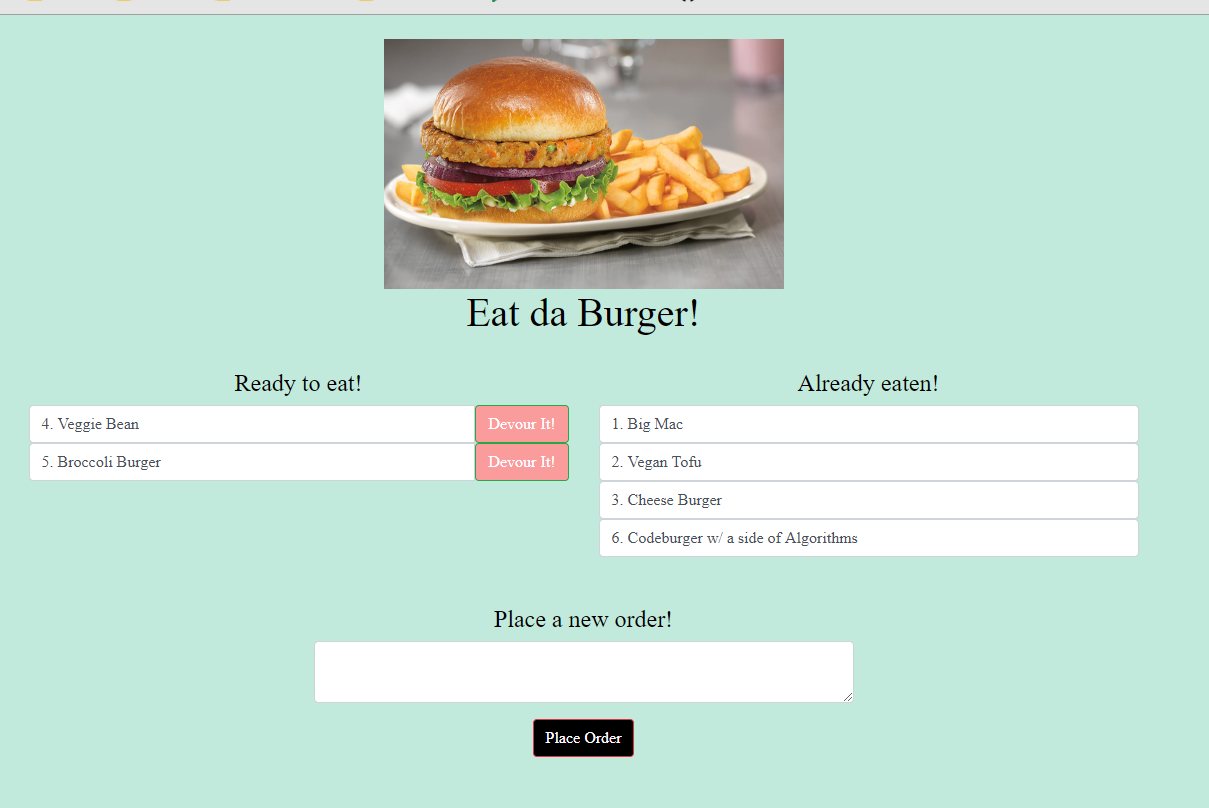 Eat da Burger!
Ready to eat!
4. Veggie Bean
Devour It!
5. Broccoli Burger
Devour It!
Already eaten!
1. Big Mac
2. Vegan Tofu
3. Cheese Burger
6. Codeburger w/ a side of Algorithms
Place a new order!
Place Order